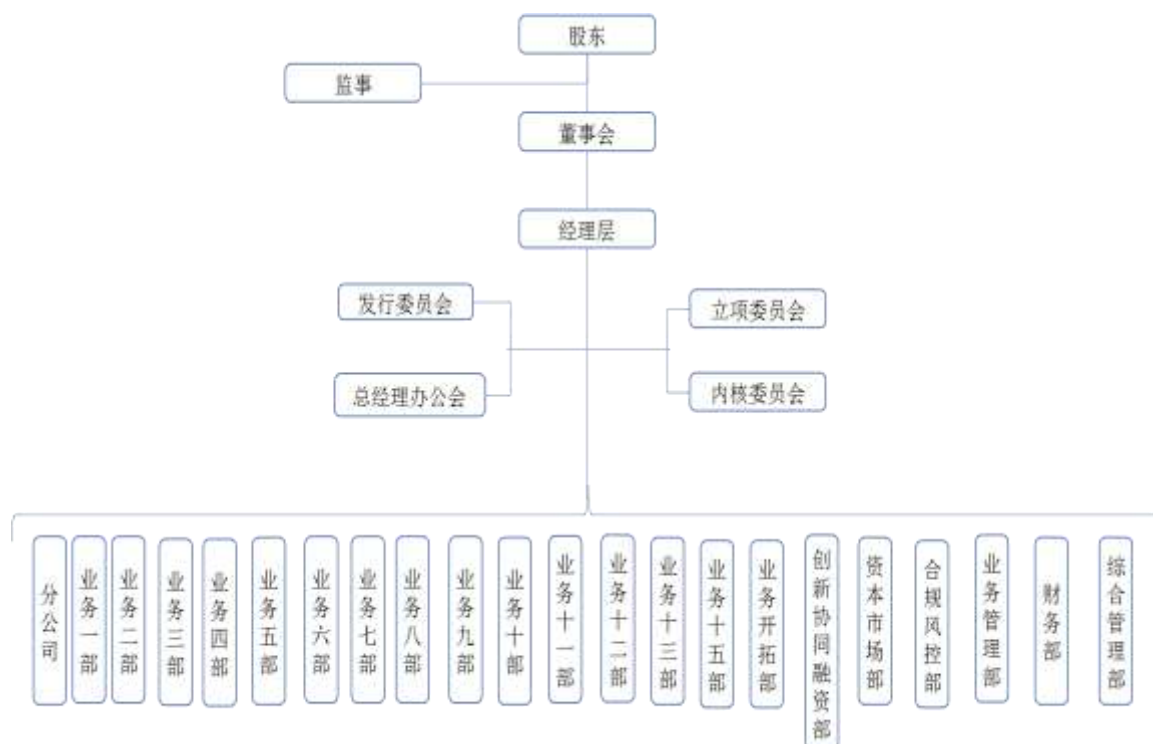 股东
监事
董事会
经理层
发行委员会
立项委员会
总经理办公会
内核委员会
分公司
业务一部
业务二部
业务三部
业务四部
业务五部
业务六部
业务七部
业务八部
业务九部
业务十部
业务十一部
业务十二部
业务十三部
业务十五部
业务开拓部
创新协同融资部
资本市场部
合规风控部
业务管理部
财务部
综合管理部